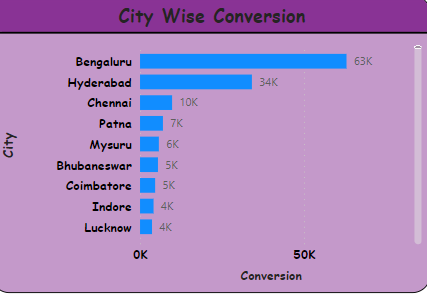 City Wise Conversion
Bengaluru 63K
Hyderabad 34K
Chennai 10K
Patna 7K
Mysuru 6K
Bhubaneswar 5K
Coimbatore 5K
Indore 4K
Lucknow 4K
City
0K 50K
Conversion